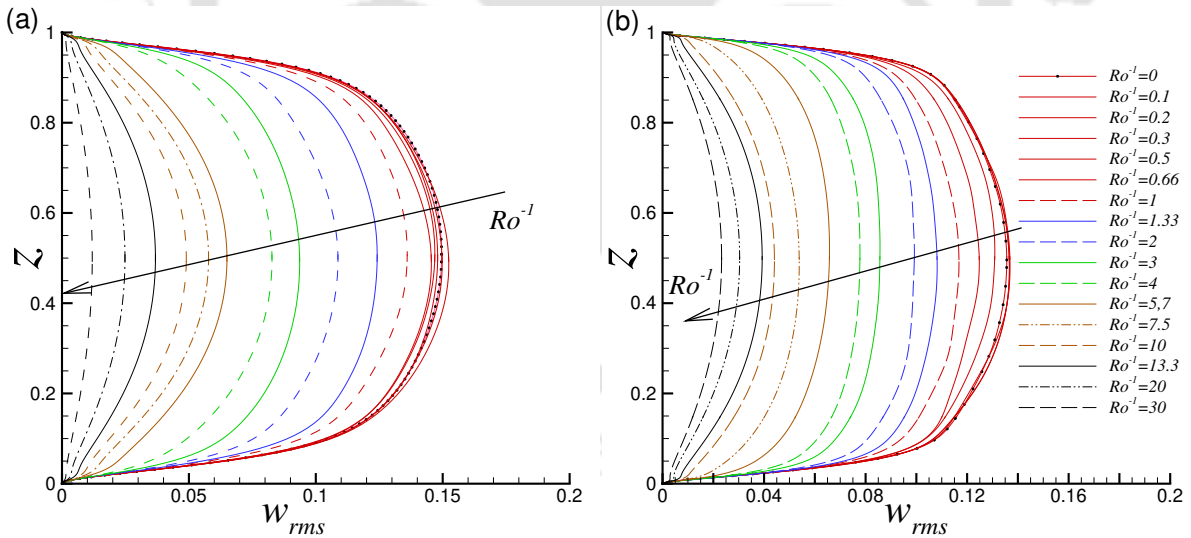 (a)
1
0.8
0.6
0.4
0.2
0
Z
0
0.05
0.1
0.15
0.2
w_rms
Ro^-1
(b)
1
0.8
0.6
0.4
0.2
0
Z
0
0.04
0.08
0.12
0.16
0.2
w_rms
Ro^-1
Ro^-1=0
Ro^-1=0.1
Ro^-1=0.2
Ro^-1=0.3
Ro^-1=0.5
Ro^-1=0.66
Ro^-1=1
Ro^-1=1.33
Ro^-1=2
Ro^-1=3
Ro^-1=4
Ro^-1=5,7
Ro^-1=7.5
Ro^-1=10
Ro^-1=13.3
Ro^-1=20
Ro^-1=30